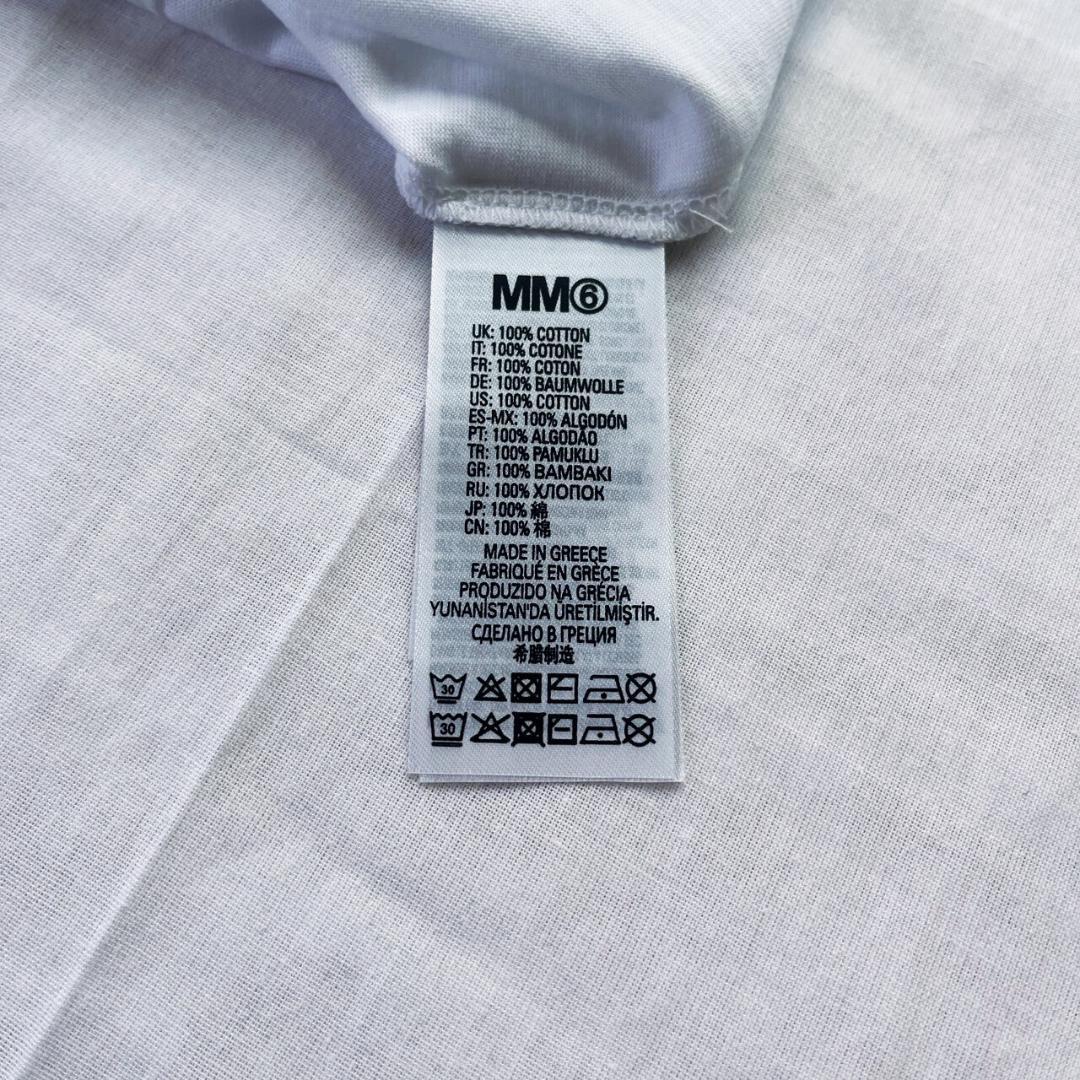 MM⑥
UK: 100% COTTON
IT: 100% COTONE
FR: 100% COTON
DE: 100% BAUMWOLLE
US: 100% COTTON
ES-MX: 100% ALGODÓN
PT: 100% ALGODÃO
TR: 100% PAMUKLU
GR: 100% BAMBAKI
RU: 100% ХЛОПОК
JP: 100% 綿
CN: 100% 棉
MADE IN GREECE
FABRIQUÉ EN GRÈCE
PRODUZIDO NA GRÉCIA
YUNANİSTAN'DA ÜRETİLMİŞTİR.
СДЕЛАНО В ГРЕЦИЯ
希腊制造
30
30